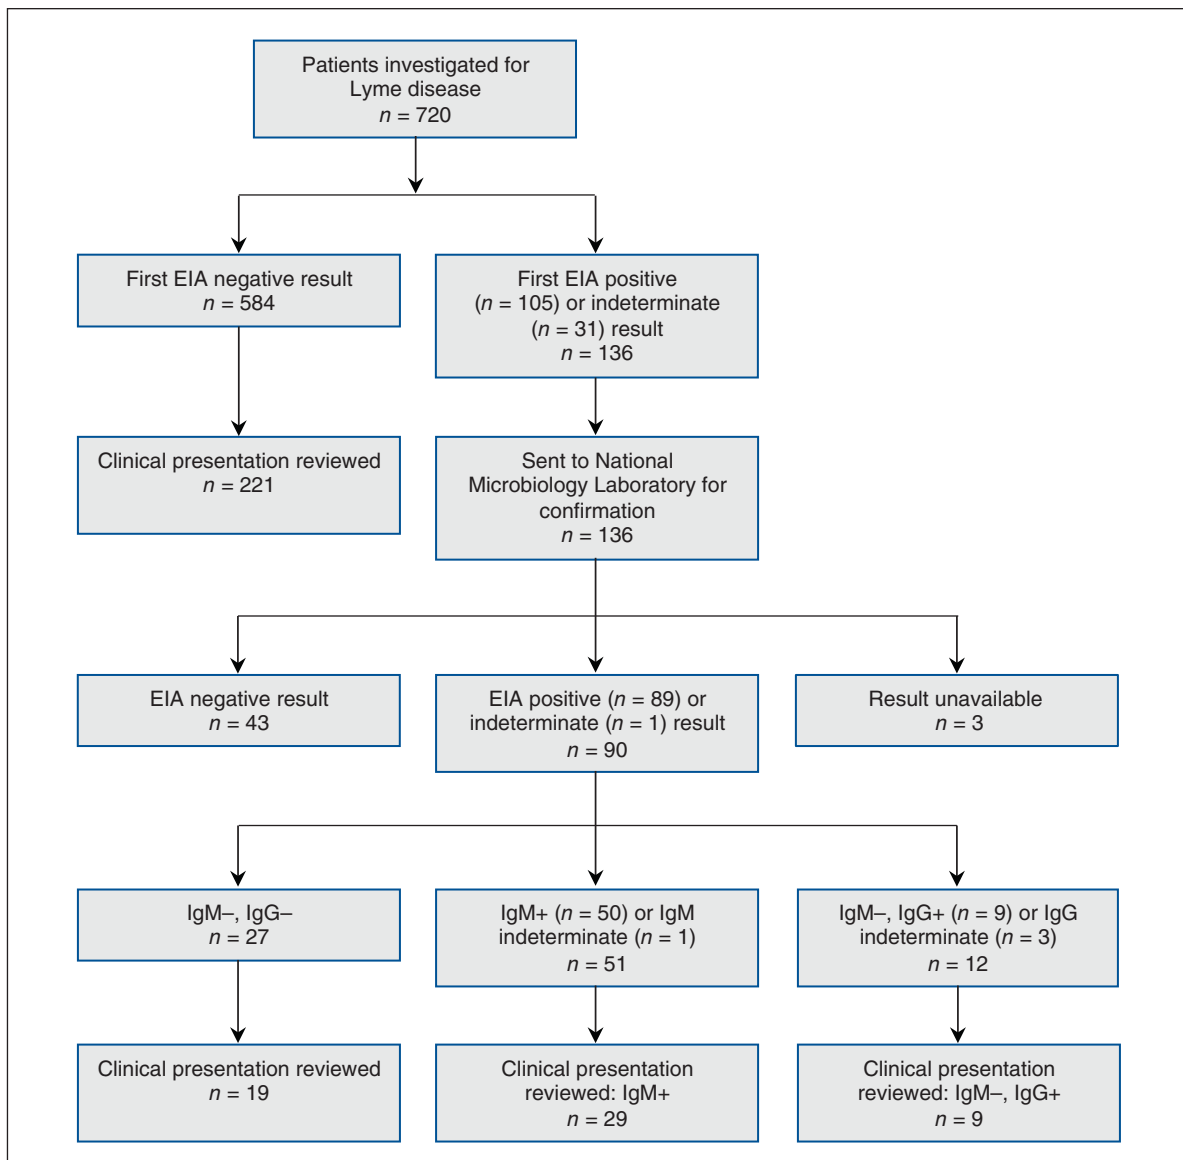 Patients investigated for
Lyme disease
n = 720
First EIA negative result
n = 584
First EIA positive
(n = 105) or indeterminate
(n = 31) result
n = 136
Clinical presentation reviewed
n = 221
Sent to National
Microbiology Laboratory for
confirmation
n = 136
EIA negative result
n = 43
EIA positive (n = 89) or
indeterminate (n = 1) result
n = 90
Result unavailable
n = 3
IgM–, IgG–
n = 27
IgM+ (n = 50) or IgM
indeterminate (n = 1)
n = 51
IgM–, IgG+ (n = 9) or IgG
indeterminate (n = 3)
n = 12
Clinical presentation reviewed
n = 19
Clinical presentation
reviewed: IgM+
n = 29
Clinical presentation
reviewed: IgM–, IgG+
n = 9